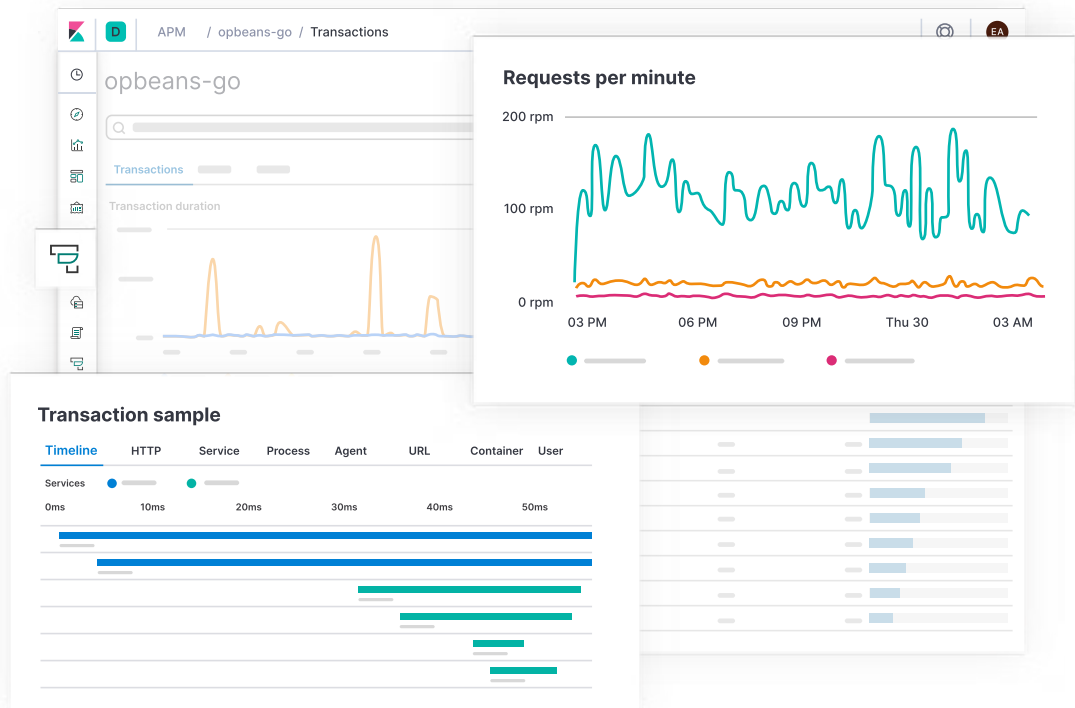 D APM / opbeans-go / Transactions EA
opbeans-go
Transactions
Transaction duration
Requests per minute
200 rpm
100 rpm
0 rpm
03 PM 06 PM 09 PM Thu 30 03 AM
Transaction sample
Timeline HTTP Service Process Agent URL Container User
Services
0ms 10ms 20ms 30ms 40ms 50ms